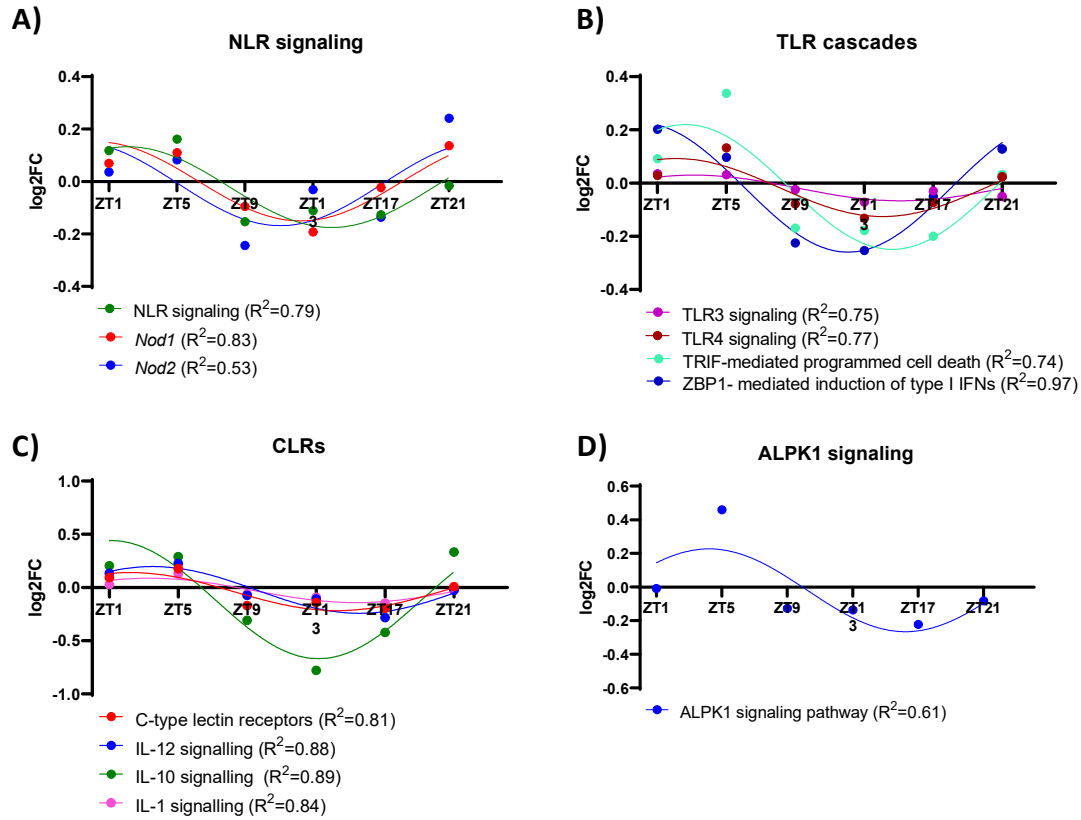 A)
NLR signaling
0.4
0.2
0.0
-0.2
-0.4
log2FC
ZT1 ZT5 ZT9 ZT1 ZT17 ZT21
3
NLR signaling (R²=0.79)
Nod1 (R²=0.83)
Nod2 (R²=0.53)
B)
TLR cascades
0.4
0.2
0.0
-0.2
-0.4
log2FC
ZT1 ZT5 ZT9 ZT1 ZT17 ZT21
3
TLR3 signaling (R²=0.75)
TLR4 signaling (R²=0.77)
TRIF-mediated programmed cell death (R²=0.74)
ZBP1- mediated induction of type I IFNs (R²=0.97)
C)
CLRs
1.0
0.5
0.0
-0.5
-1.0
log2FC
ZT1 ZT5 ZT9 ZT1 ZT17 ZT21
3
C-type lectin receptors (R²=0.81)
IL-12 signalling (R²=0.88)
IL-10 signalling (R²=0.89)
IL-1 signalling (R²=0.84)
D)
ALPK1 signaling
0.6
0.4
0.2
0.0
-0.2
-0.4
-0.6
log2FC
ZT1 ZT5 ZT9 ZT1 ZT17 ZT21
3
ALPK1 signaling pathway (R²=0.61)